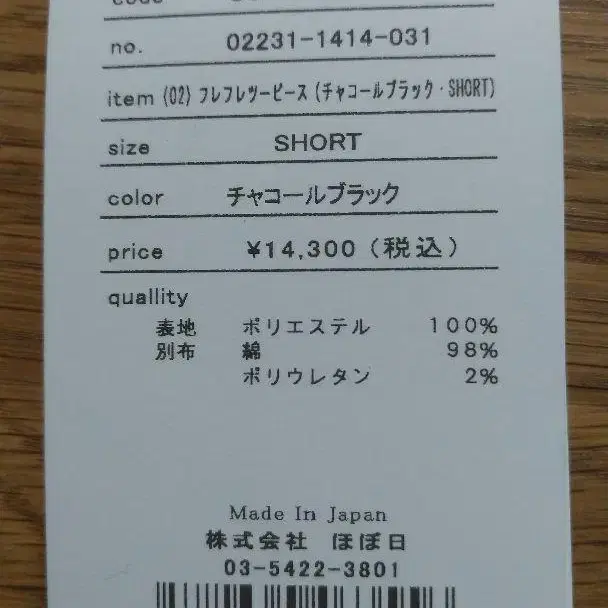 code
no. 02231-1414-031
item (02) フレフレツーピース (チャコールブラック・SHORT)
size SHORT
color チャコールブラック
price ¥14,300(税込)
quallity
表地 ポリエステル 100%
別布 綿 98%
ポリウレタン 2%
Made In Japan
株式会社 ほぼ日
03-5422-3801